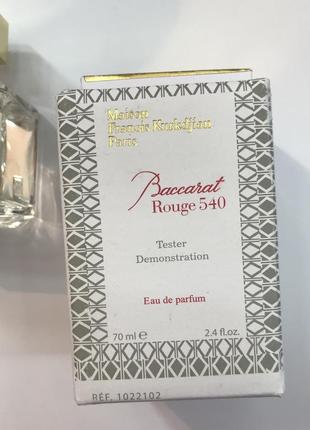 Maison
Francis Kurkdjian
Paris
Baccarat
Rouge 540
Tester
Demonstration
Eau de parfum
70 ml ℮ 2.4 fl.oz.
RÉF. 1022102